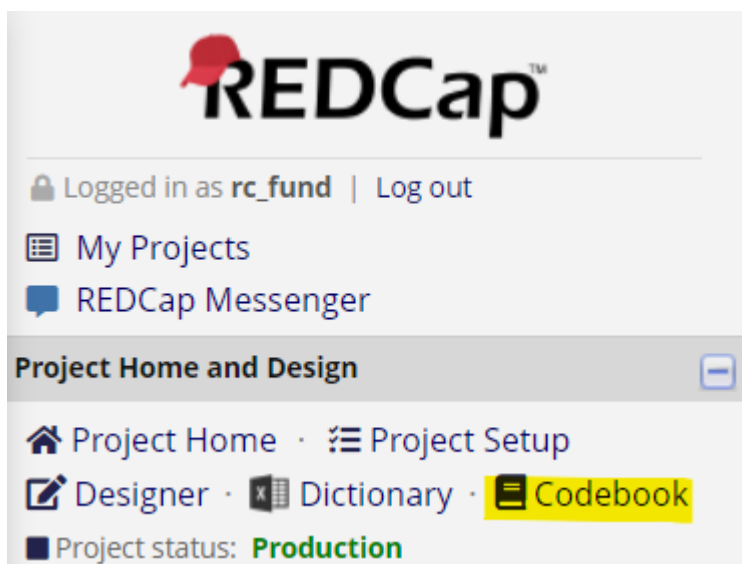 REDCap™
Logged in as rc_fund | Log out
My Projects
REDCap Messenger
Project Home and Design
Project Home · Project Setup
Designer · Dictionary · Codebook
Project status: Production